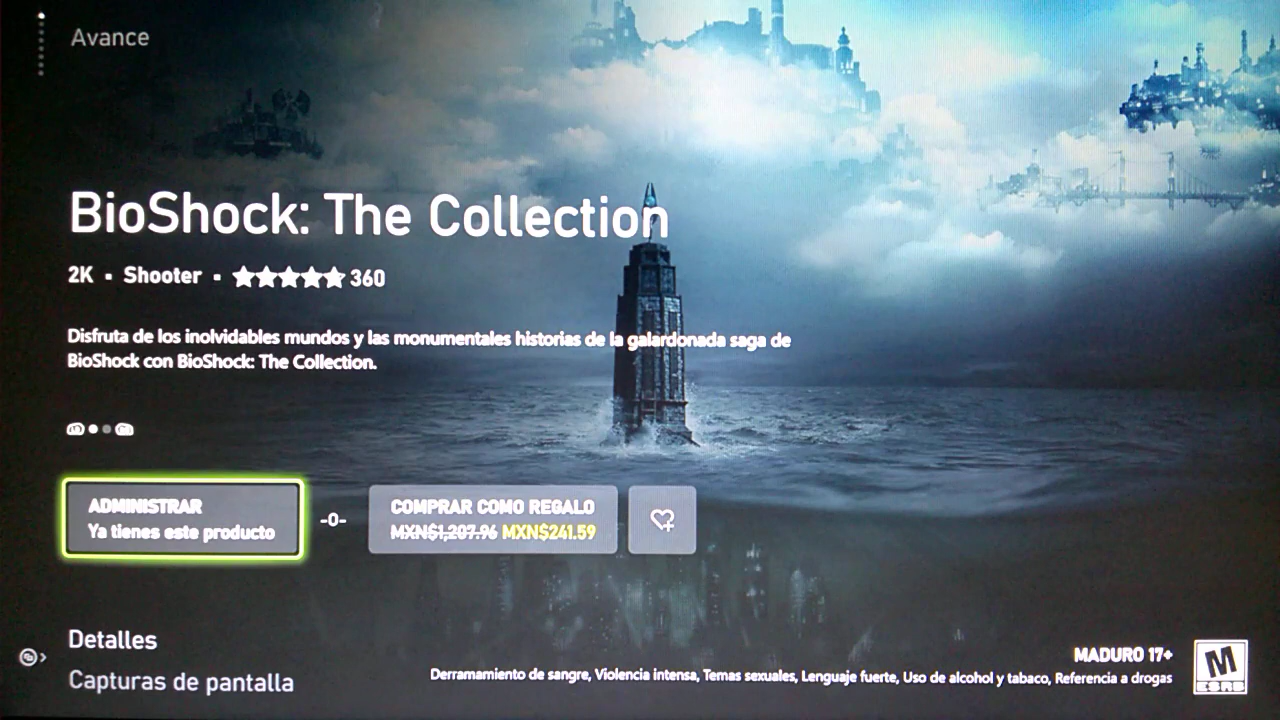 Avance
BioShock: The Collection
2K ▪ Shooter ▪ ★★★★★ 360
Disfruta de los inolvidables mundos y las monumentales historias de la galardonada saga de
BioShock con BioShock: The Collection.
ADMINISTRAR
Ya tienes este producto
-O-
COMPRAR COMO REGALO
MXN$1,207.96 MXN$241.59
Detalles
Capturas de pantalla
MADURO 17+
Derramamiento de sangre, Violencia intensa, Temas sexuales, Lenguaje fuerte, Uso de alcohol y tabaco, Referencia a drogas
M
ESRB